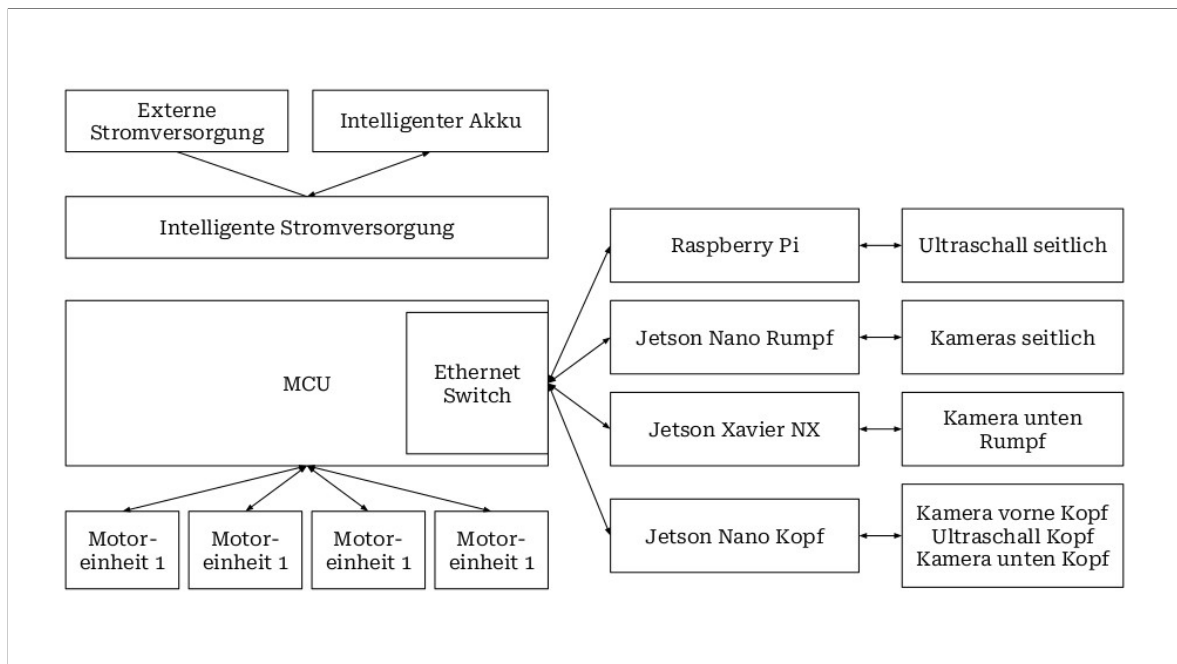 Externe
Stromversorgung
Intelligenter Akku
Intelligente Stromversorgung
MCU
Ethernet
Switch
Motor-
einheit 1
Motor-
einheit 1
Motor-
einheit 1
Motor-
einheit 1
Raspberry Pi
Ultraschall seitlich
Jetson Nano Rumpf
Kameras seitlich
Jetson Xavier NX
Kamera unten
Rumpf
Jetson Nano Kopf
Kamera vorne Kopf
Ultraschall Kopf
Kamera unten Kopf